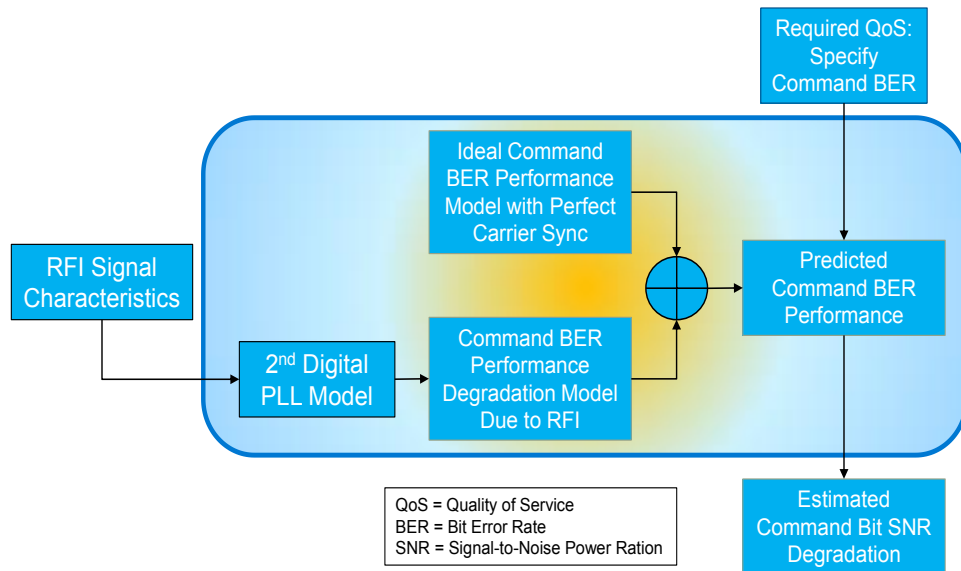 Required QoS:
Specify
Command BER
Ideal Command
BER Performance
Model with Perfect
Carrier Sync
RFI Signal
Characteristics
Predicted
Command BER
Performance
2nd Digital
PLL Model
Command BER
Performance
Degradation Model
Due to RFI
QoS = Quality of Service
BER = Bit Error Rate
SNR = Signal-to-Noise Power Ration
Estimated
Command Bit SNR
Degradation